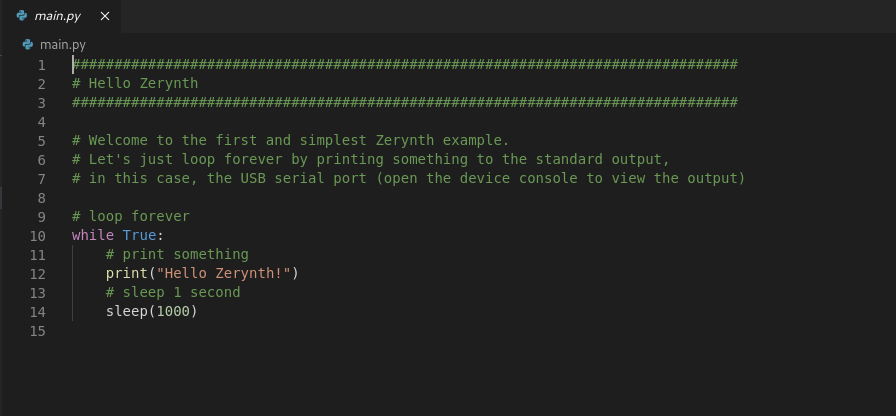 main.py
main.py
1 ###############################################################################
2 # Hello Zerynth
3 ###############################################################################
4
5 # Welcome to the first and simplest Zerynth example.
6 # Let's just loop forever by printing something to the standard output,
7 # in this case, the USB serial port (open the device console to view the output)
8
9 # loop forever
10 while True:
11     # print something
12     print("Hello Zerynth!")
13     # sleep 1 second
14     sleep(1000)
15